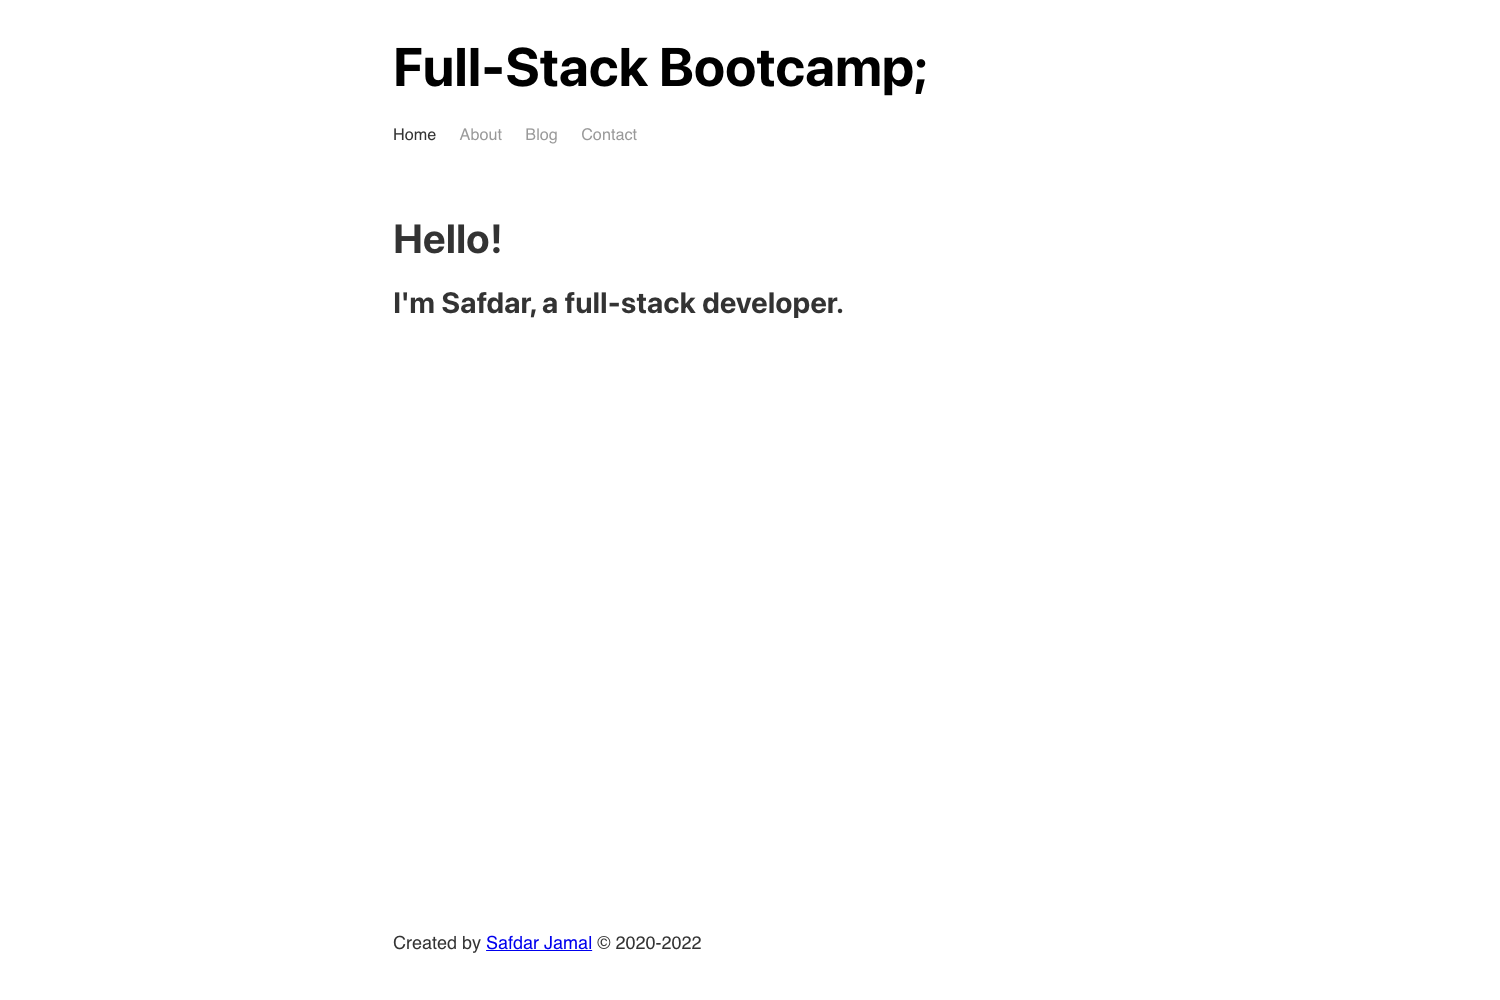 Full-Stack Bootcamp;
Home About Blog Contact
Hello!
I'm Safdar, a full-stack developer.
Created by Safdar Jamal © 2020-2022